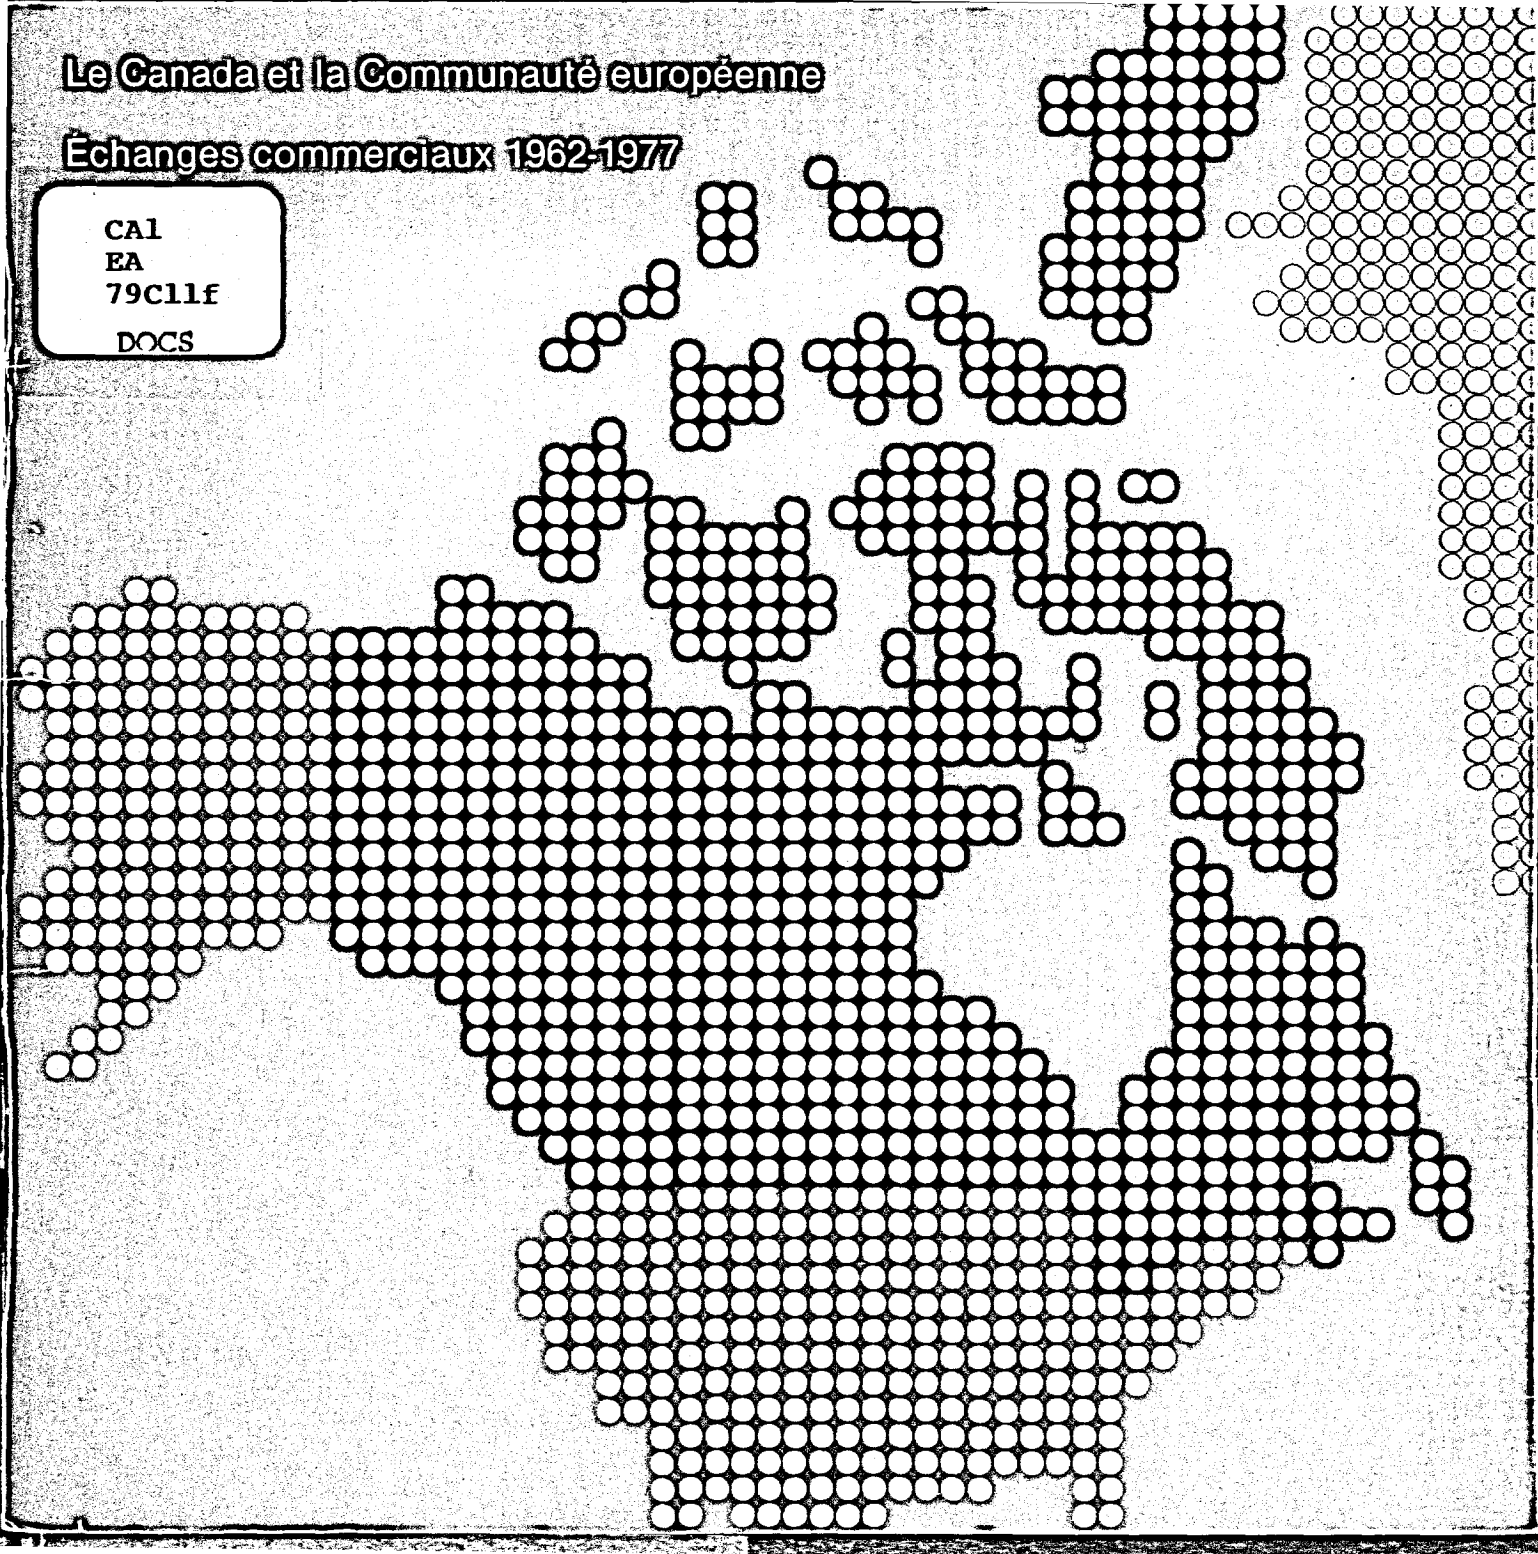 Le Canada et la Communauté européenne
Échanges commerciaux 1962-1977
CA1
EA
79C11f
DOCS